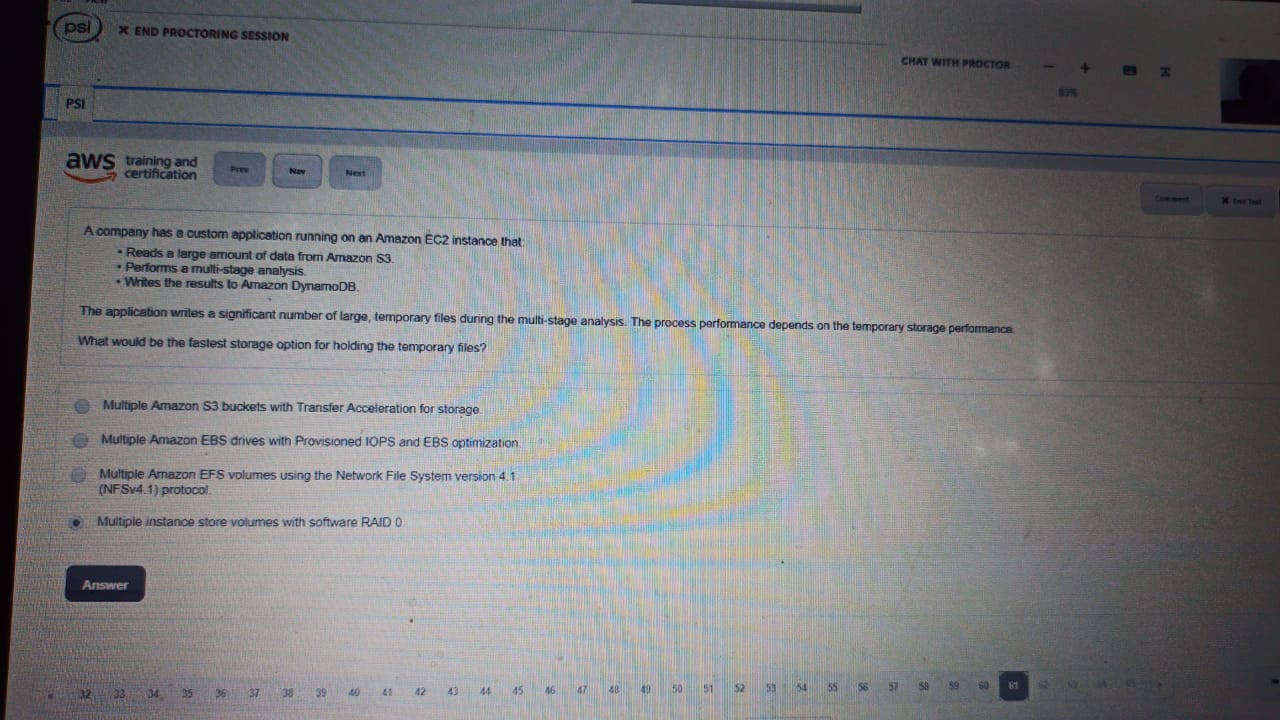 psi
X END PROCTORING SESSION
CHAT WITH PROCTOR
83%
PSI
aws training and certification
Prev
Nav
Next
Comment
X End Test
A company has a custom application running on an Amazon EC2 instance that:
• Reads a large amount of data from Amazon S3.
• Performs a multi-stage analysis.
• Writes the results to Amazon DynamoDB.
The application writes a significant number of large, temporary files during the multi-stage analysis. The process performance depends on the temporary storage performance.
What would be the fastest storage option for holding the temporary files?
Multiple Amazon S3 buckets with Transfer Acceleration for storage.
Multiple Amazon EBS drives with Provisioned IOPS and EBS optimization.
Multiple Amazon EFS volumes using the Network File System version 4.1
(NFSv4.1) protocol.
Multiple instance store volumes with software RAID 0.
Answer
32 33 34 35 36 37 38 39 40 41 42 43 44 45 46 47 48 49 50 51 52 53 54 55 56 57 58 59 60 61 62 63 64 65